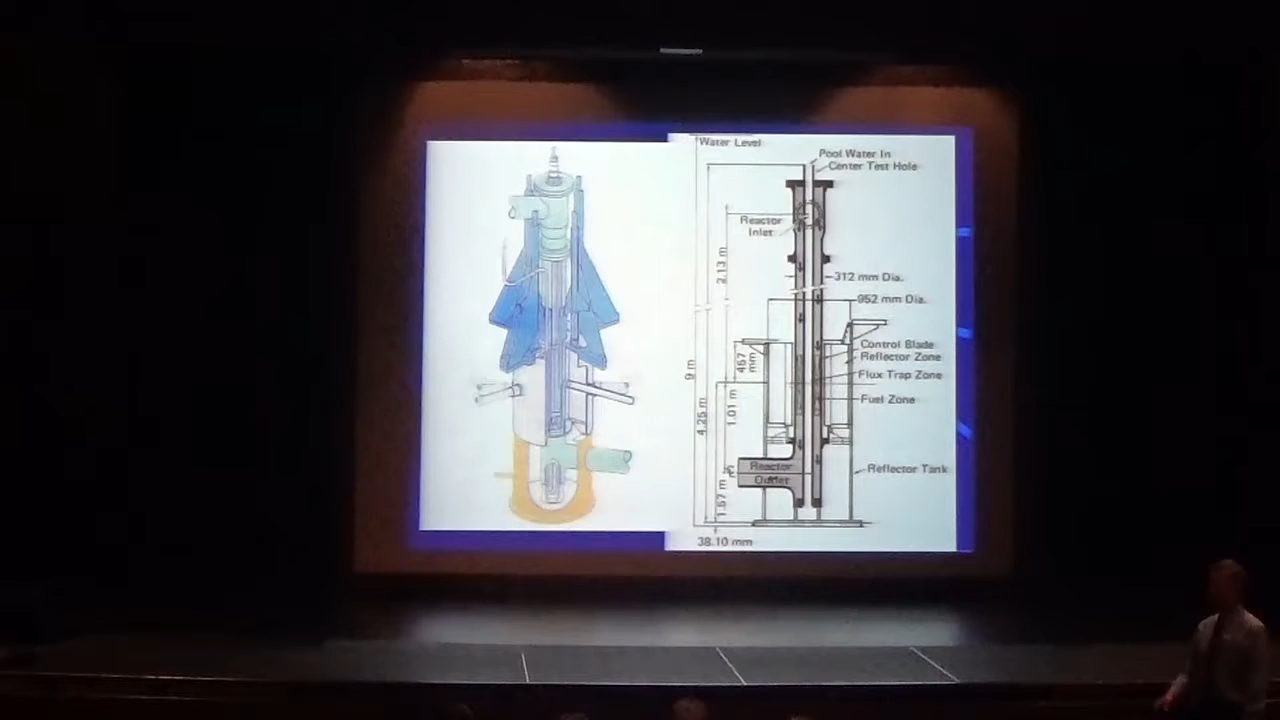 Water Level
Pool Water In
Center Test Hole
Reactor
Inlet
2.13 m
312 mm Dia.
952 mm Dia.
Control Blade
Reflector Zone
457
mm
9 m
Flux Trap Zone
1.01 m
4.25 m
Fuel Zone
Reactor
Outlet
Reflector Tank
1.57 m
38.10 mm